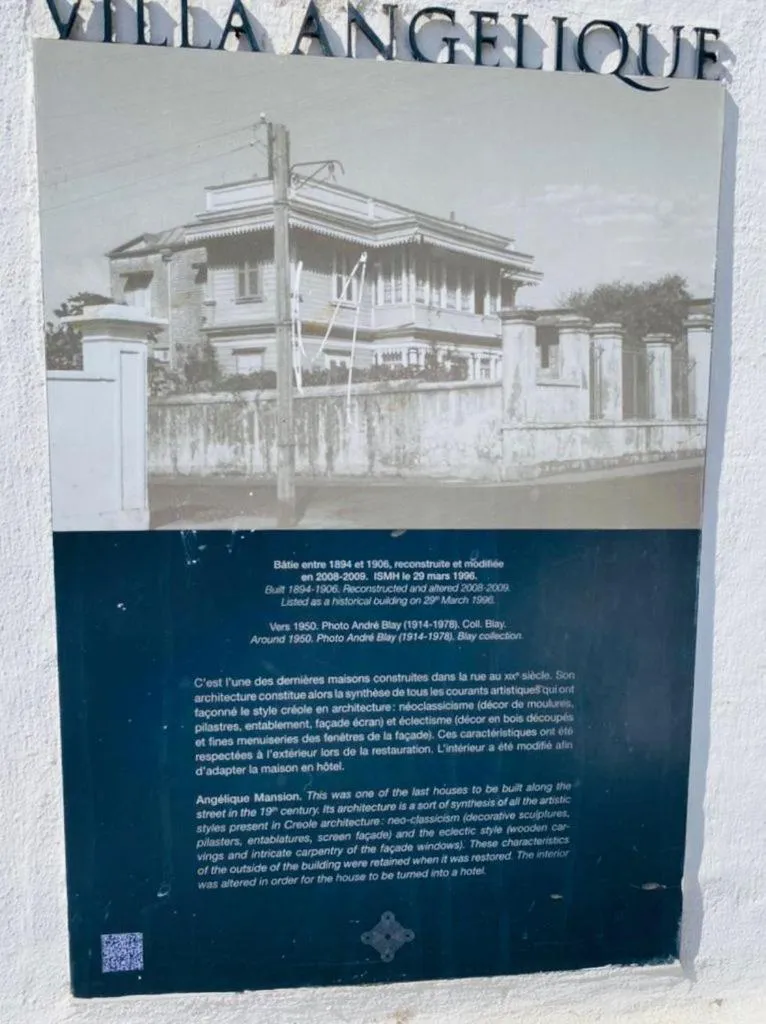 VILLA ANGELIQUE
Bâtie entre 1894 et 1906, reconstruite et modifiée
en 2008-2009. ISMH le 29 mars 1996.
Built 1894-1906. Reconstructed and altered 2008-2009.
Listed as a historical building on 29th March 1996.
Vers 1950. Photo André Blay (1914-1978). Coll. Blay.
Around 1950. Photo André Blay (1914-1978). Blay collection.
C'est l'une des dernières maisons construites dans la rue au XIXe siècle. Son
architecture constitue alors la synthèse de tous les courants artistiques qui ont
façonné le style créole en architecture : néoclassicisme (décor de moulures,
pilastres, entablement, façade écran) et éclectisme (décor en bois découpés
et fines menuiseries des fenêtres de la façade). Ces caractéristiques ont été
respectées à l'extérieur lors de la restauration. L'intérieur a été modifié afin
d'adapter la maison en hôtel.
Angélique Mansion. This was one of the last houses to be built along the
street in the 19th century. Its architecture is a sort of synthesis of all the artistic
styles present in Creole architecture : neo-classicism (decorative sculptures,
pilasters, entablatures, screen façade) and the eclectic style (wooden car-
vings and intricate carpentry of the façade windows). These characteristics
of the outside of the building were retained when it was restored. The interior
was altered in order for the house to be turned into a hotel.